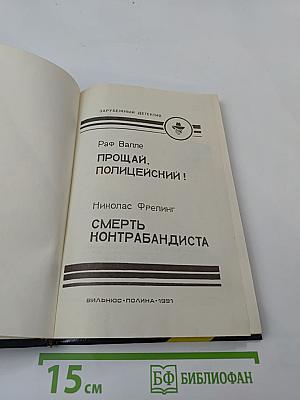 ЗАРУБЕЖНЫЙ ДЕТЕКТИВ
Раф Валле
ПРОЩАЙ,
ПОЛИЦЕЙСКИЙ!
Николас Фрелинг
СМЕРТЬ
КОНТРАБАНДИСТА
ВИЛЬНЮС·ПОЛИНА·1991
15 см
БФ БИБЛИОФАН